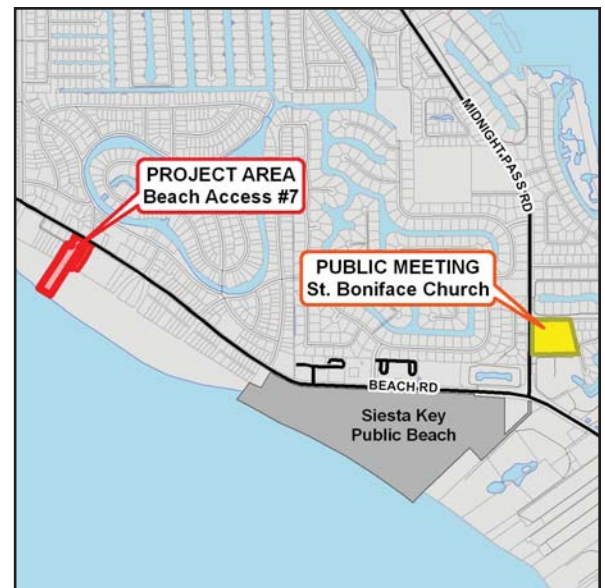 MIDNIGHT PASS RD
PROJECT AREA
Beach Access #7
PUBLIC MEETING
St. Boniface Church
BEACH RD
Siesta Key
Public Beach